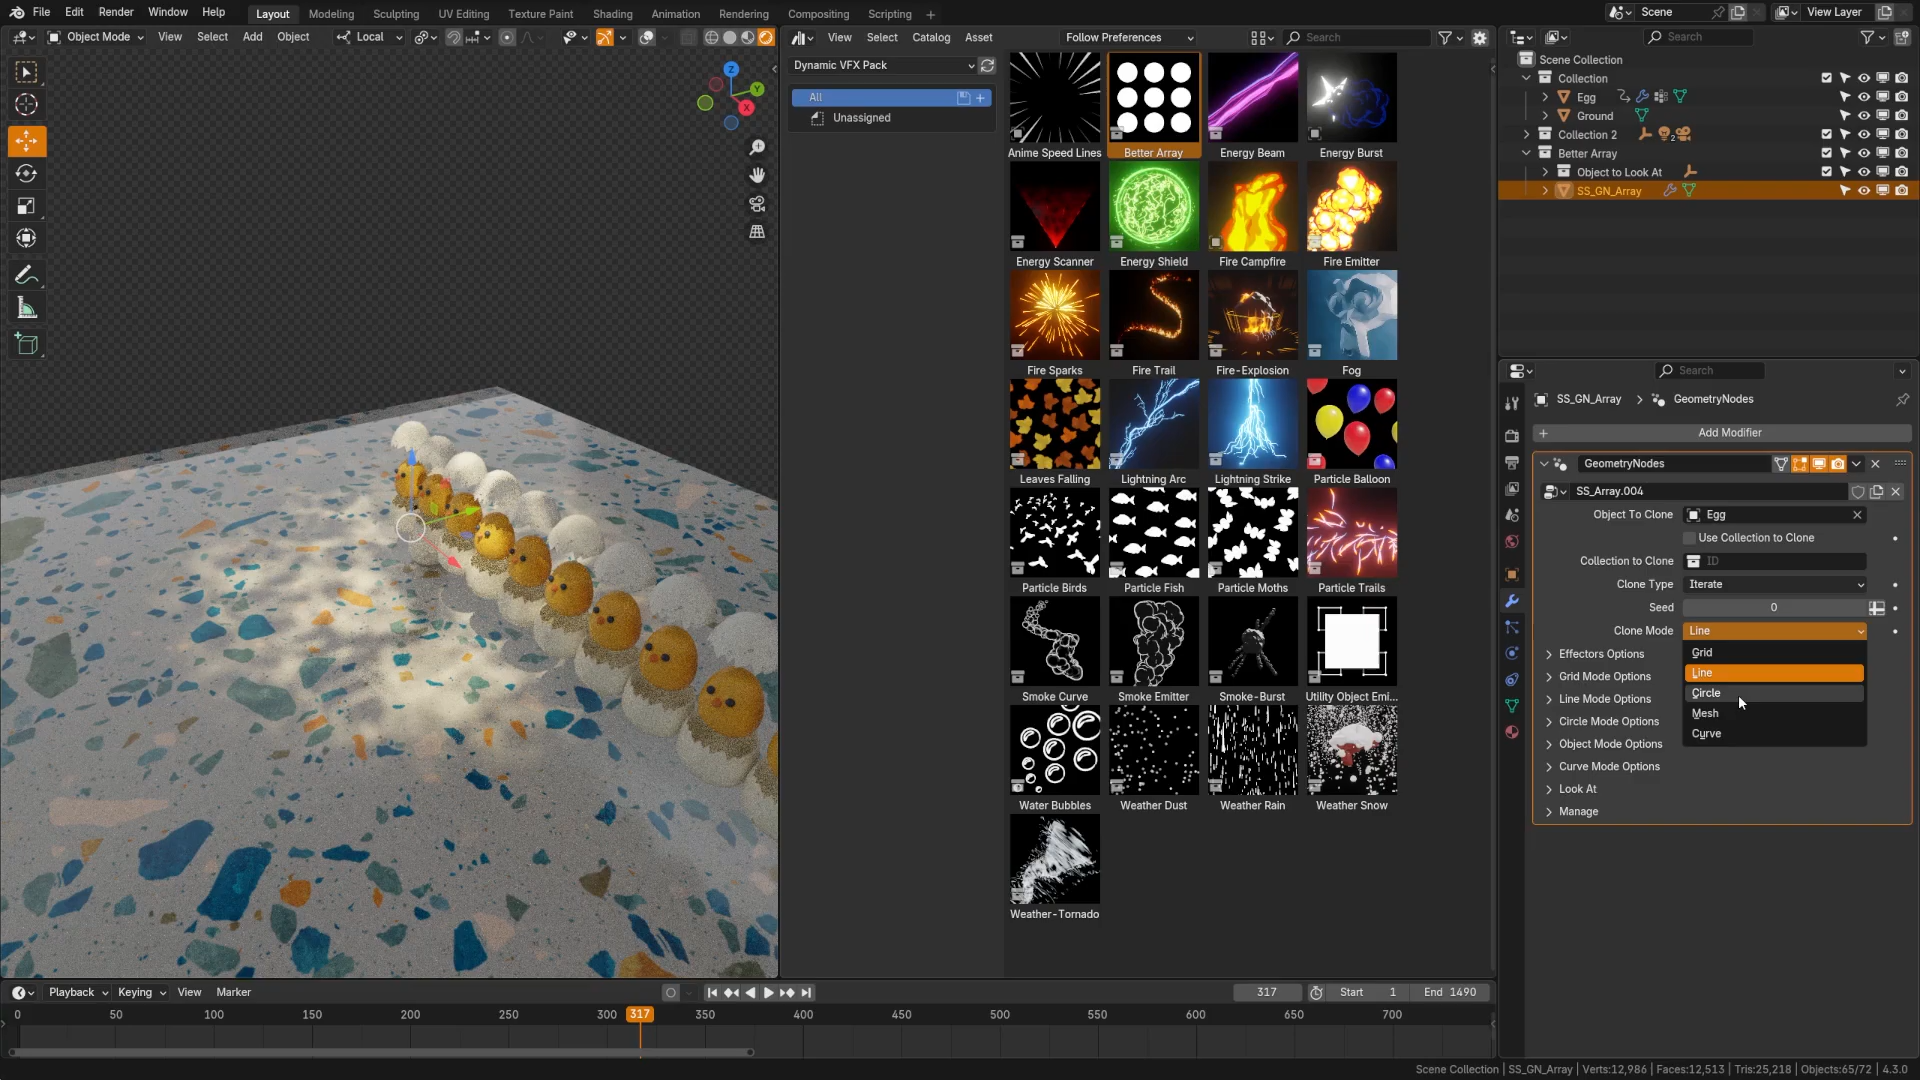 File Edit Render Window Help Layout Modeling Sculpting UV Editing Texture Paint Shading Animation Rendering Compositing Scripting + Scene View Layer
Object Mode View Select Add Object Local
View Select Catalog Asset Follow Preferences Search
Search
Dynamic VFX Pack
All
Unassigned
Z
Y
X
Anime Speed Lines Better Array Energy Beam Energy Burst
Energy Scanner Energy Shield Fire Campfire Fire Emitter
Fire Sparks Fire Trail Fire-Explosion Fog
Leaves Falling Lightning Arc Lightning Strike Particle Balloon
Particle Birds Particle Fish Particle Moths Particle Trails
Smoke Curve Smoke Emitter Smoke-Burst Utility Object Emi...
Water Bubbles Weather Dust Weather Rain Weather Snow
Weather-Tornado
Scene Collection
Collection
Egg
Ground
Collection 2 2
Better Array
Object to Look At
SS_GN_Array
Search
SS_GN_Array > GeometryNodes
+ Add Modifier
GeometryNodes
SS_Array.004
Object To Clone Egg
Use Collection to Clone
Collection to Clone ID
Clone Type Iterate
Seed 0
Clone Mode Line
Grid
Line
Circle
Mesh
Curve
Effectors Options
Grid Mode Options
Line Mode Options
Circle Mode Options
Object Mode Options
Curve Mode Options
Look At
Manage
Playback Keying View Marker 317 Start 1 End 1490
0 50 100 150 200 250 300 317 350 400 450 500 550 600 650 700
Scene Collection | SS_GN_Array | Verts:12,986 | Faces:12,513 | Tris:25,218 | Objects:65/72 | 4.3.0